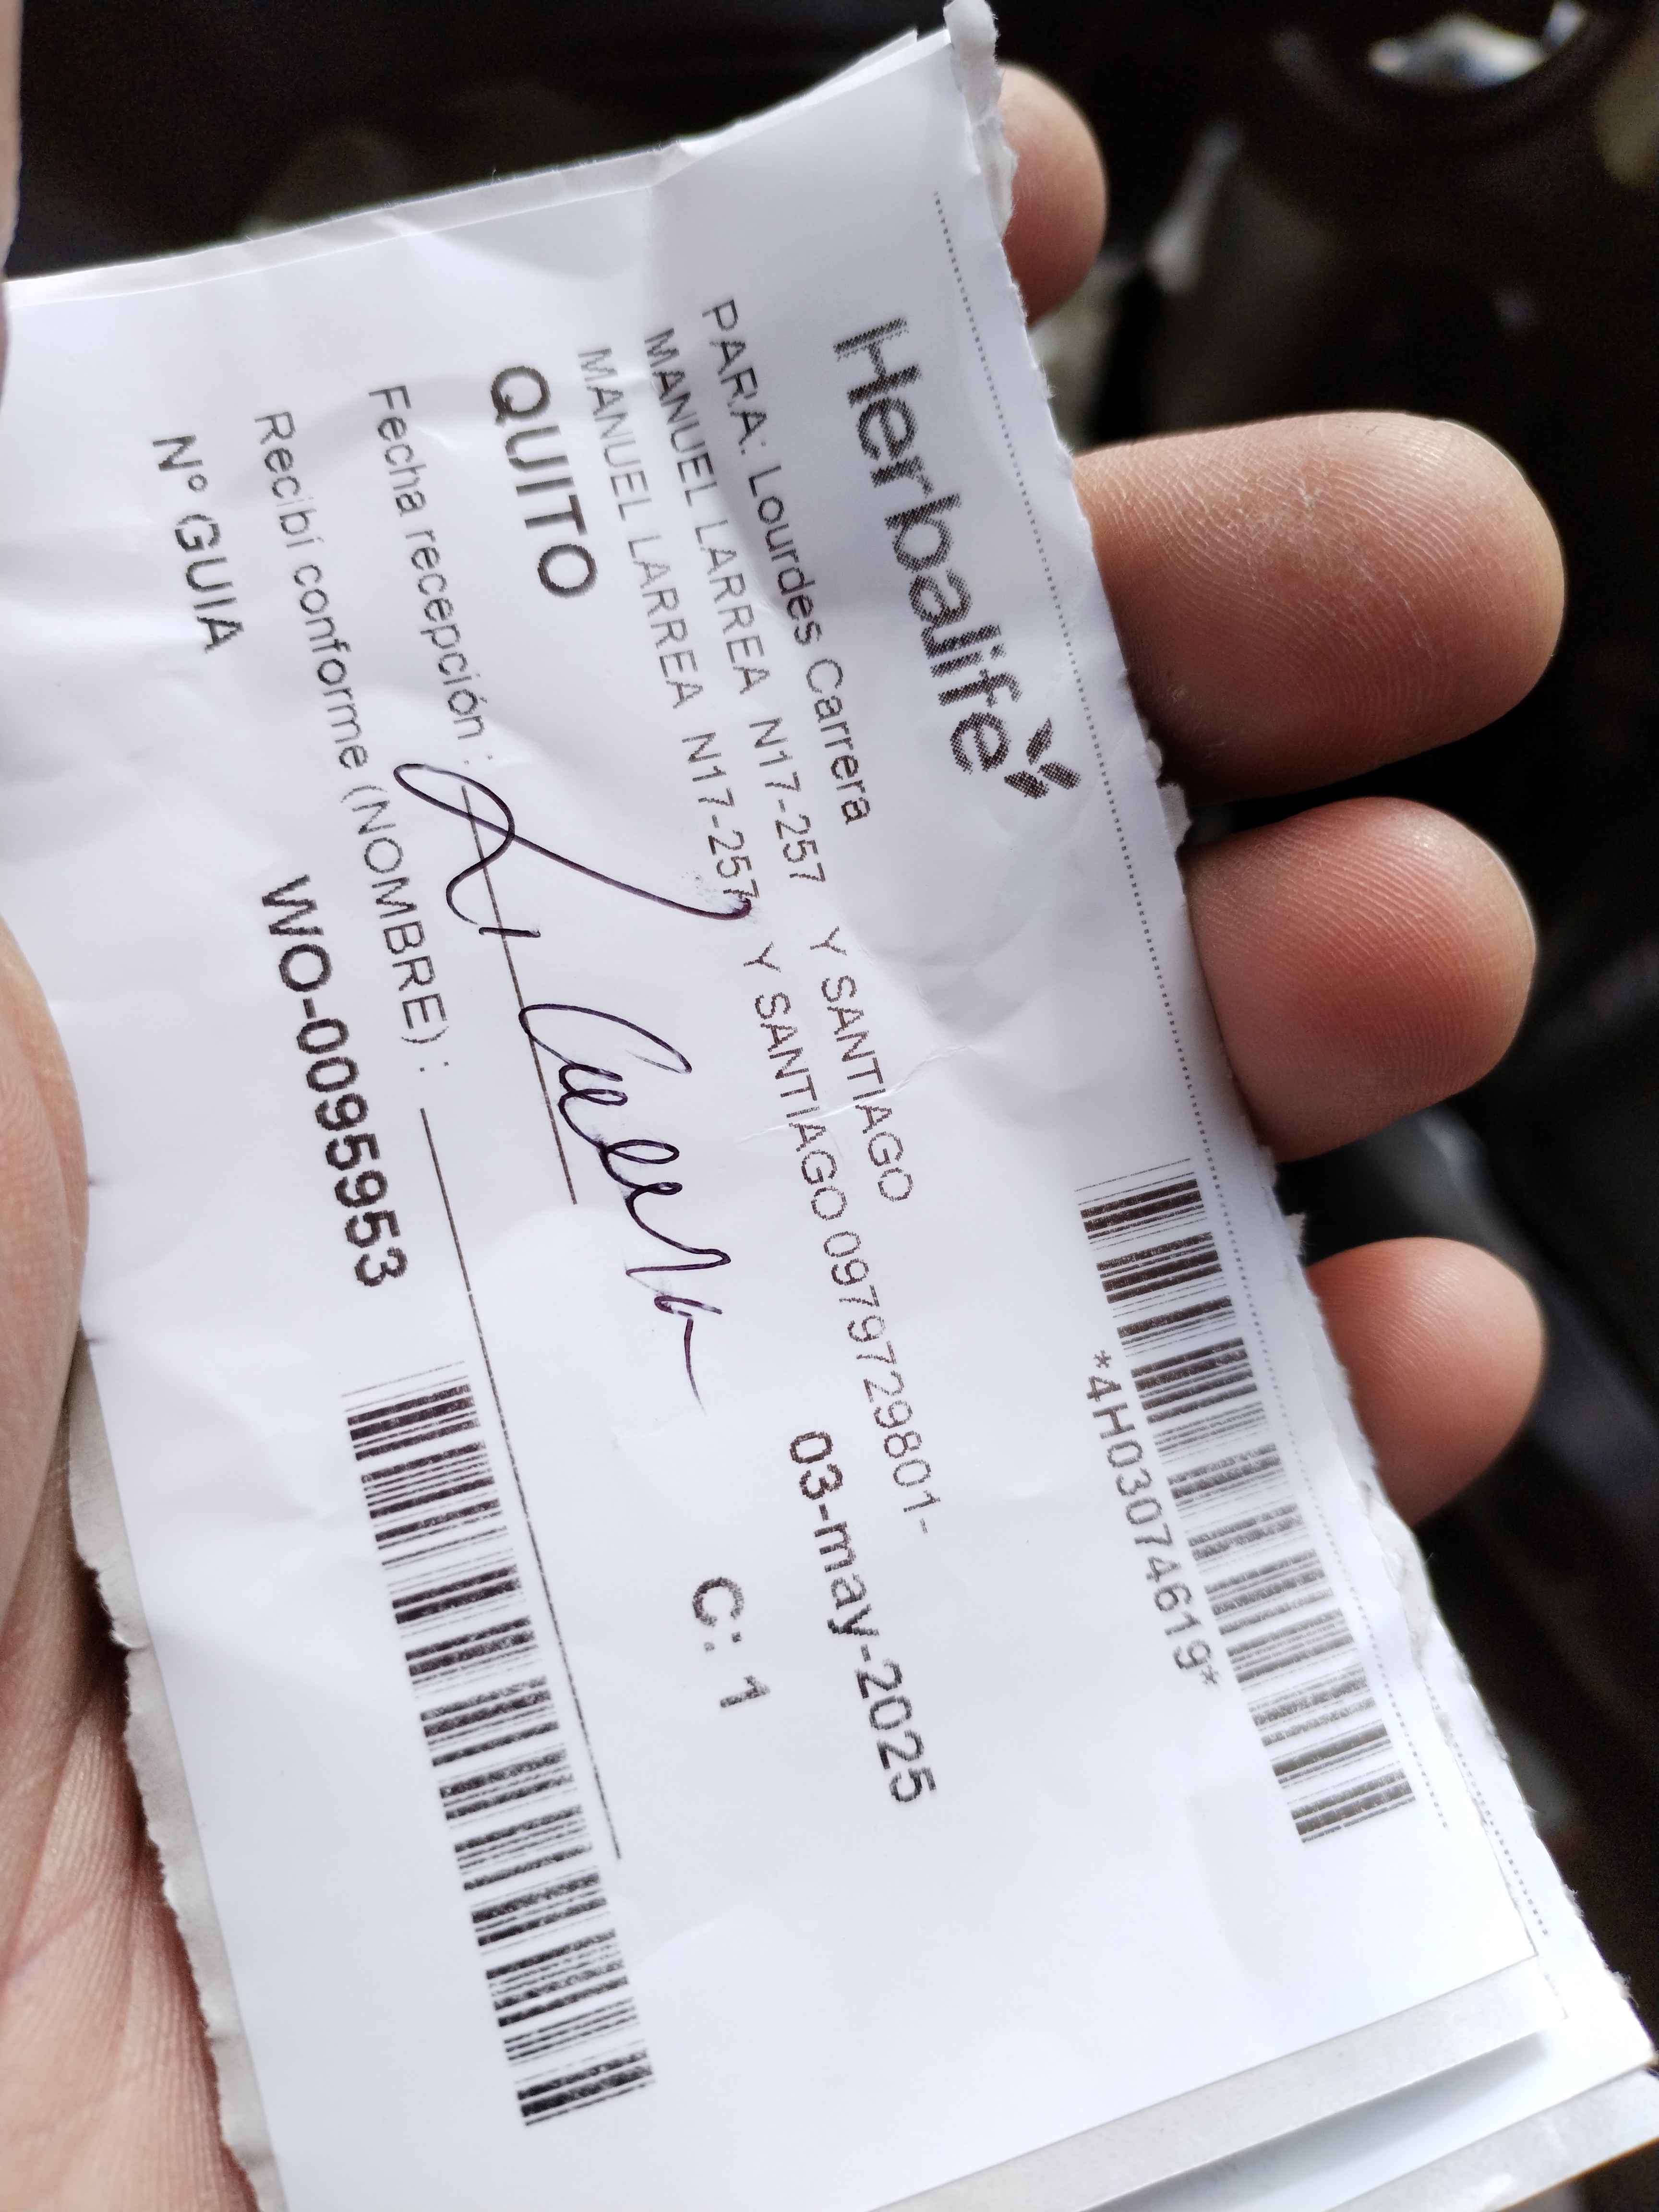 Herbalife
*4H03074619*
PARA: Lourdes Carrera
MANUEL LARREA N17-257 Y SANTIAGO
MANUEL LARREA N17-257 Y SANTIAGO 0979729801-
QUITO
03-may-2025
Fecha recepción :
C: 1
Recibí conforme (NOMBRE) :
Nº GUIA
WO-0095953